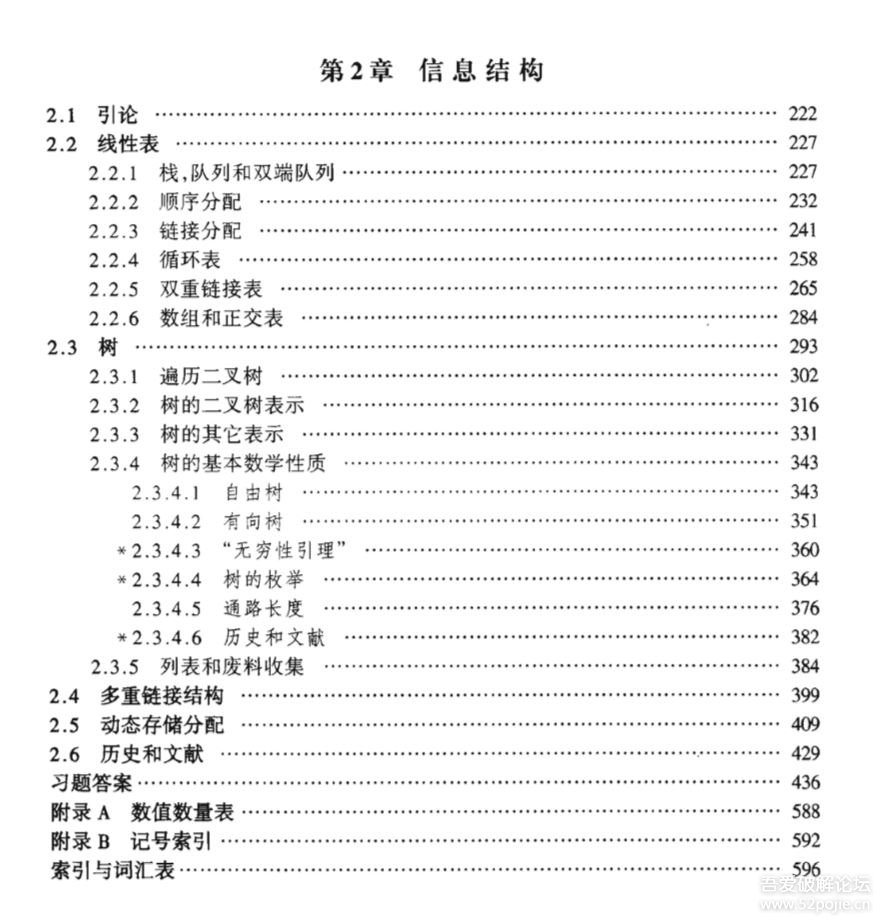 第2章 信息结构
2.1 引论 ………… 222
2.2 线性表 ………… 227
2.2.1 栈,队列和双端队列 ………… 227
2.2.2 顺序分配 ………… 232
2.2.3 链接分配 ………… 241
2.2.4 循环表 ………… 258
2.2.5 双重链接表 ………… 265
2.2.6 数组和正交表 ………… 284
2.3 树 ………… 293
2.3.1 遍历二叉树 ………… 302
2.3.2 树的二叉树表示 ………… 316
2.3.3 树的其它表示 ………… 331
2.3.4 树的基本数学性质 ………… 343
2.3.4.1 自由树 ………… 343
2.3.4.2 有向树 ………… 351
*2.3.4.3 “无穷性引理” ………… 360
*2.3.4.4 树的枚举 ………… 364
2.3.4.5 通路长度 ………… 376
*2.3.4.6 历史和文献 ………… 382
2.3.5 列表和废料收集 ………… 384
2.4 多重链接结构 ………… 399
2.5 动态存储分配 ………… 409
2.6 历史和文献 ………… 429
习题答案 ………… 436
附录 A 数值数量表 ………… 588
附录 B 记号索引 ………… 592
索引与词汇表 ………… 596
吾爱破解论坛
www.52pojie.cn